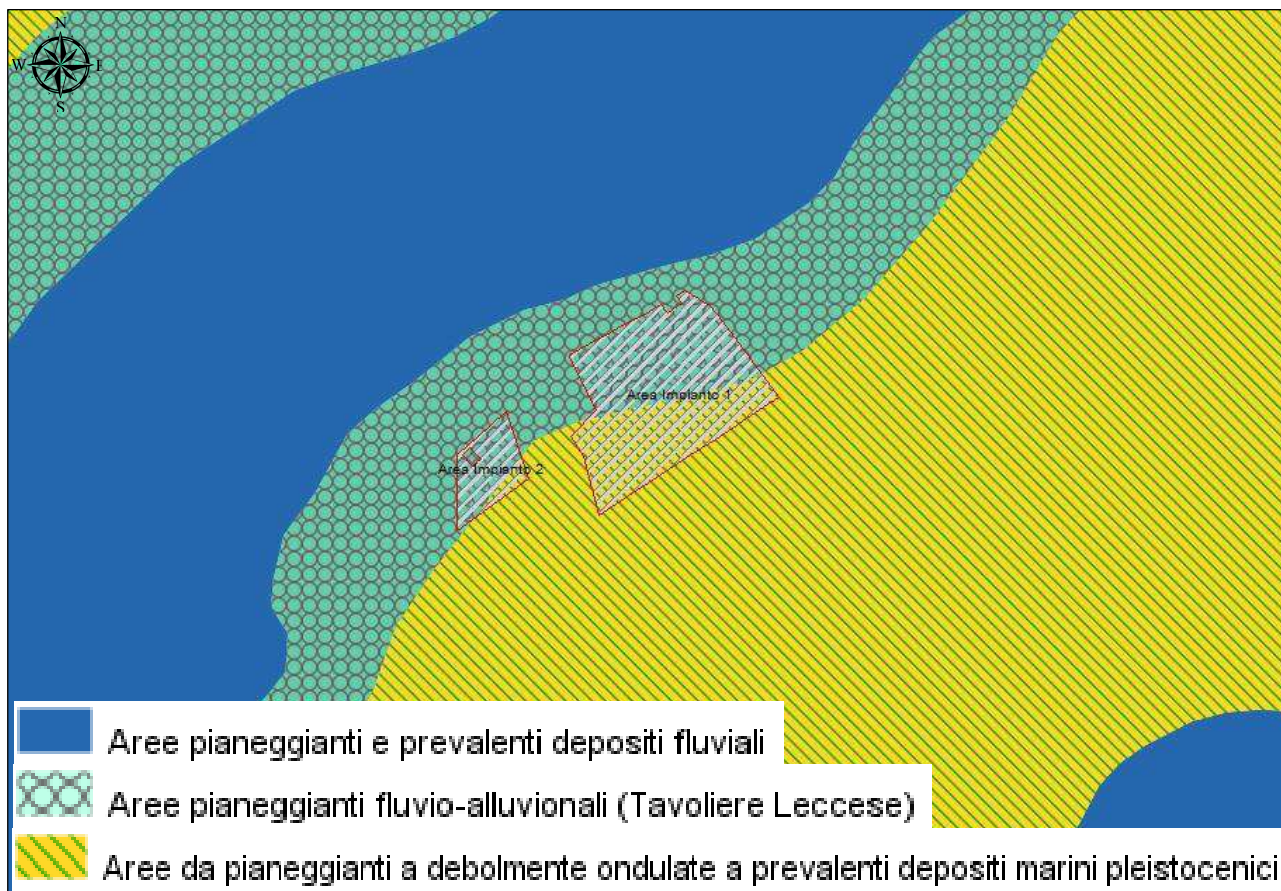 N
W E
S
Area Impianto 1
Area Impianto 2
Aree pianeggianti e prevalenti depositi fluviali
Aree pianeggianti fluvio-alluvionali (Tavoliere Leccese)
Aree da pianeggianti a debolmente ondulate a prevalenti depositi marini pleistocenici